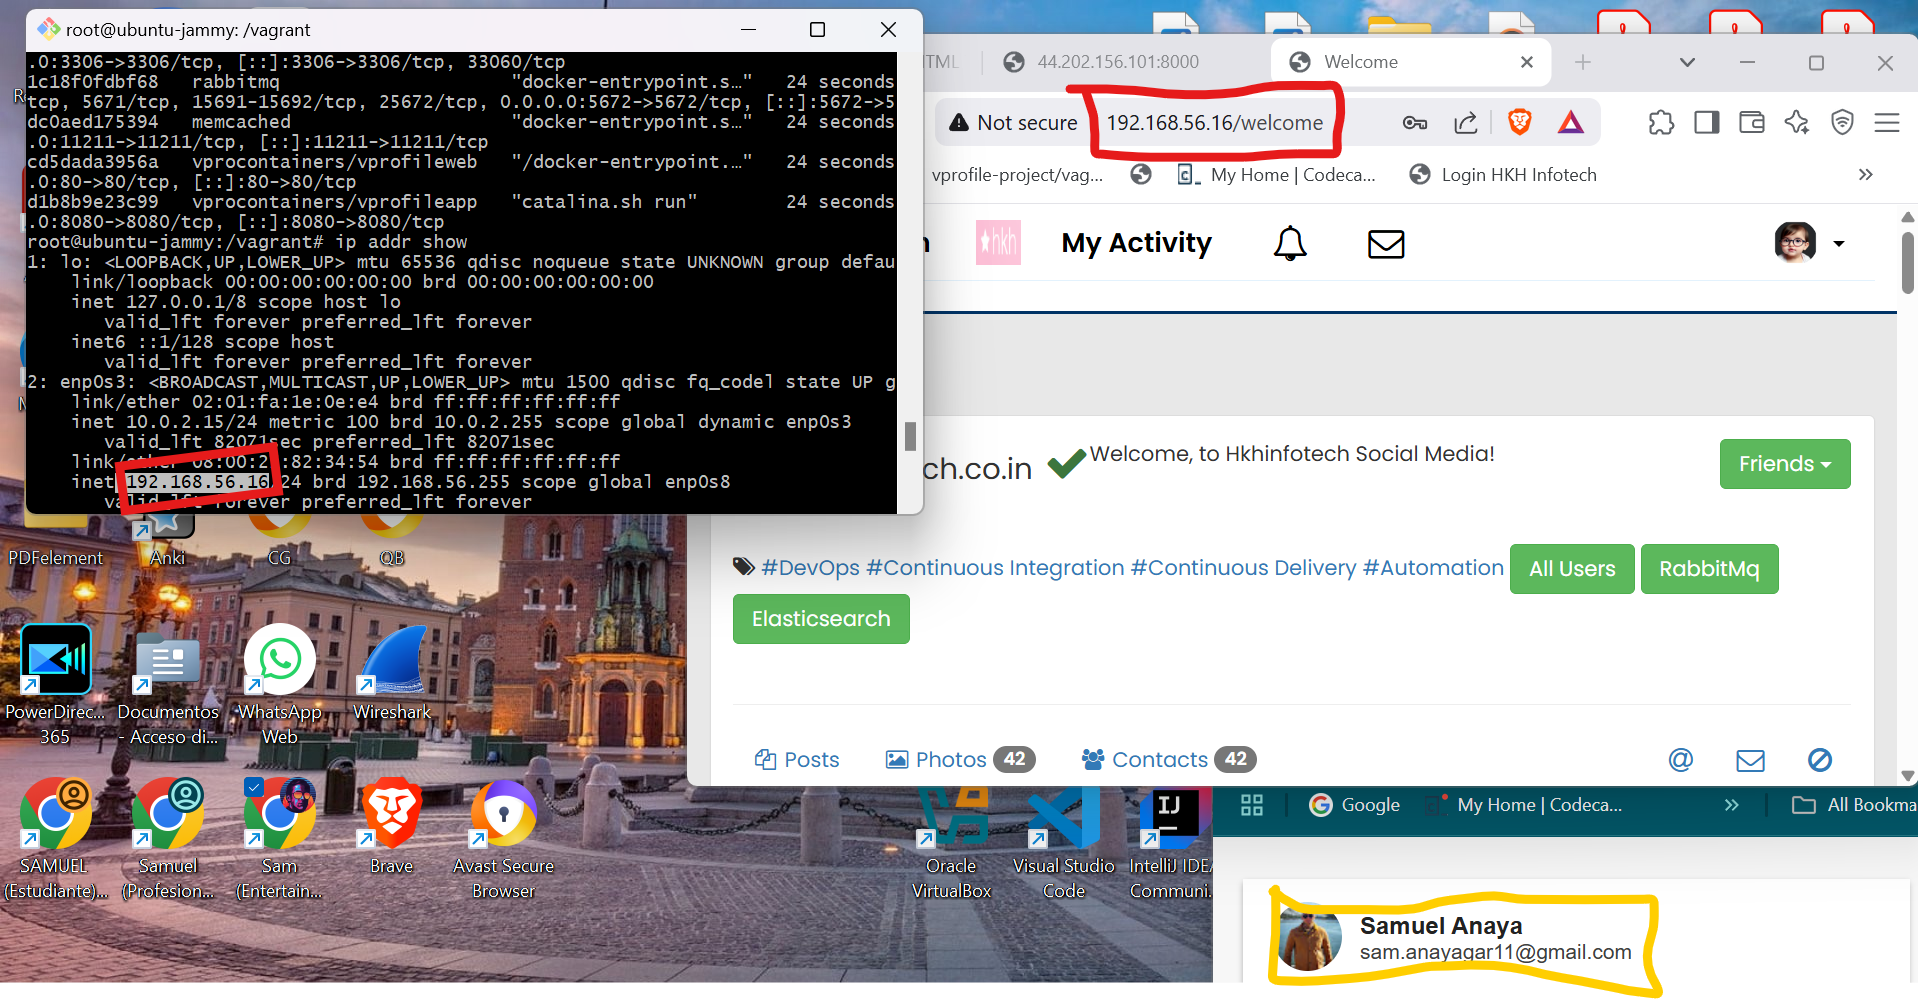 root@ubuntu-jammy: /vagrant
.0:3306->3306/tcp, [::]:3306->3306/tcp, 33060/tcp
1c18f0fdbf68   rabbitmq                     "docker-entrypoint.s…"   24 seconds
tcp, 5671/tcp, 15691-15692/tcp, 25672/tcp, 0.0.0.0:5672->5672/tcp, [::]:5672->5
dc0aed175394   memcached                    "docker-entrypoint.s…"   24 seconds
.0:11211->11211/tcp, [::]:11211->11211/tcp
cd5dada3956a   vprocontainers/vprofileweb   "/docker-entrypoint.…"   24 seconds
.0:80->80/tcp, [::]:80->80/tcp
d1b8b9e23c99   vprocontainers/vprofileapp   "catalina.sh run"        24 seconds
.0:8080->8080/tcp, [::]:8080->8080/tcp
root@ubuntu-jammy:/vagrant# ip addr show
1: lo: <LOOPBACK,UP,LOWER_UP> mtu 65536 qdisc noqueue state UNKNOWN group defau
link/loopback 00:00:00:00:00:00 brd 00:00:00:00:00:00
inet 127.0.0.1/8 scope host lo
valid_lft forever preferred_lft forever
inet6 ::1/128 scope host
valid_lft forever preferred_lft forever
2: enp0s3: <BROADCAST,MULTICAST,UP,LOWER_UP> mtu 1500 qdisc fq_codel state UP g
link/ether 02:01:fa:1e:0e:e4 brd ff:ff:ff:ff:ff:ff
inet 10.0.2.15/24 metric 100 brd 10.0.2.255 scope global dynamic enp0s3
valid_lft 82071sec preferred_lft 82071sec
link/ether 82:34:54 brd ff:ff:ff:ff:ff:ff
inet 192.168.56.16 24 brd 192.168.56.255 scope global enp0s8
valid_lft forever preferred_lft forever
HTML
44.202.156.101:8000
Welcome
Not secure 192.168.56.16/welcome
vprofile-project/vag...
My Home | Codeca...
Login HKH Infotech
hkh
My Activity
ch.co.in
Welcome, to Hkhinfotech Social Media!
Friends
#DevOps #Continuous Integration #Continuous Delivery #Automation
All Users
RabbitMq
Elasticsearch
Posts
Photos 42
Contacts 42
PDFelement
Anki
CG
QB
PowerDirec...
365
Documentos
- Acceso di...
WhatsApp
Web
Wireshark
SAMUEL
(Estudiante)...
Samuel
(Profesion...
Sam
(Entertain...
Brave
Avast Secure
Browser
Oracle
VirtualBox
Visual Studio
Code
IJ
IntelliJ IDEA
Communi...
Google
My Home | Codeca...
All Bookma
Samuel Anaya
sam.anayagar11@gmail.com